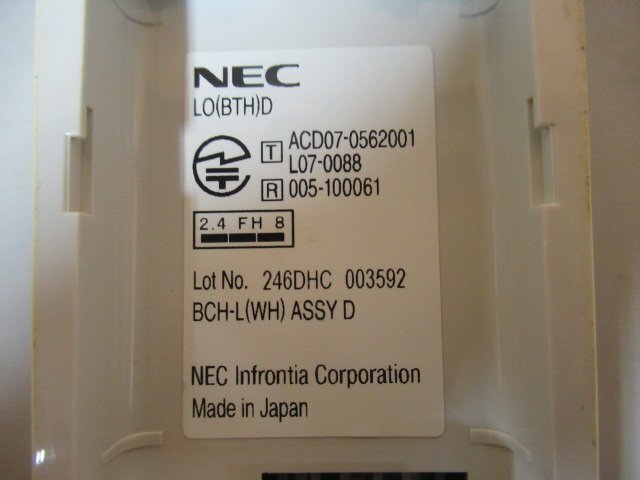 NEC
LO(BTH)D
T ACD07-0562001
L07-0088
R 005-100061
2.4 FH 8
Lot No. 246DHC 003592
BCH-L(WH) ASSY D
NEC Infrontia Corporation
Made in Japan